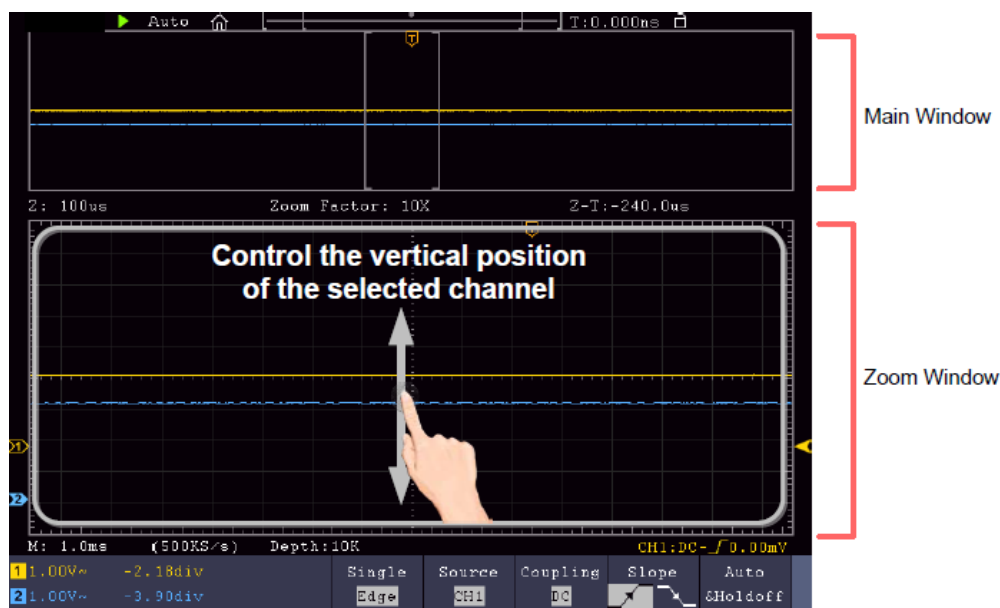 Auto T:0.000ns
T
Main Window
Z: 100us Zoom Factor: 10X Z-T:-240.0us
T
Control the vertical position
of the selected channel
Zoom Window
1
2
M: 1.0ms (500KS/s) Depth:10K CH1:DC-0.00mV
1 1.00V~ -2.18div Single Source Coupling Slope Auto
2 1.00V~ -3.90div Edge CH1 DC &Holdoff